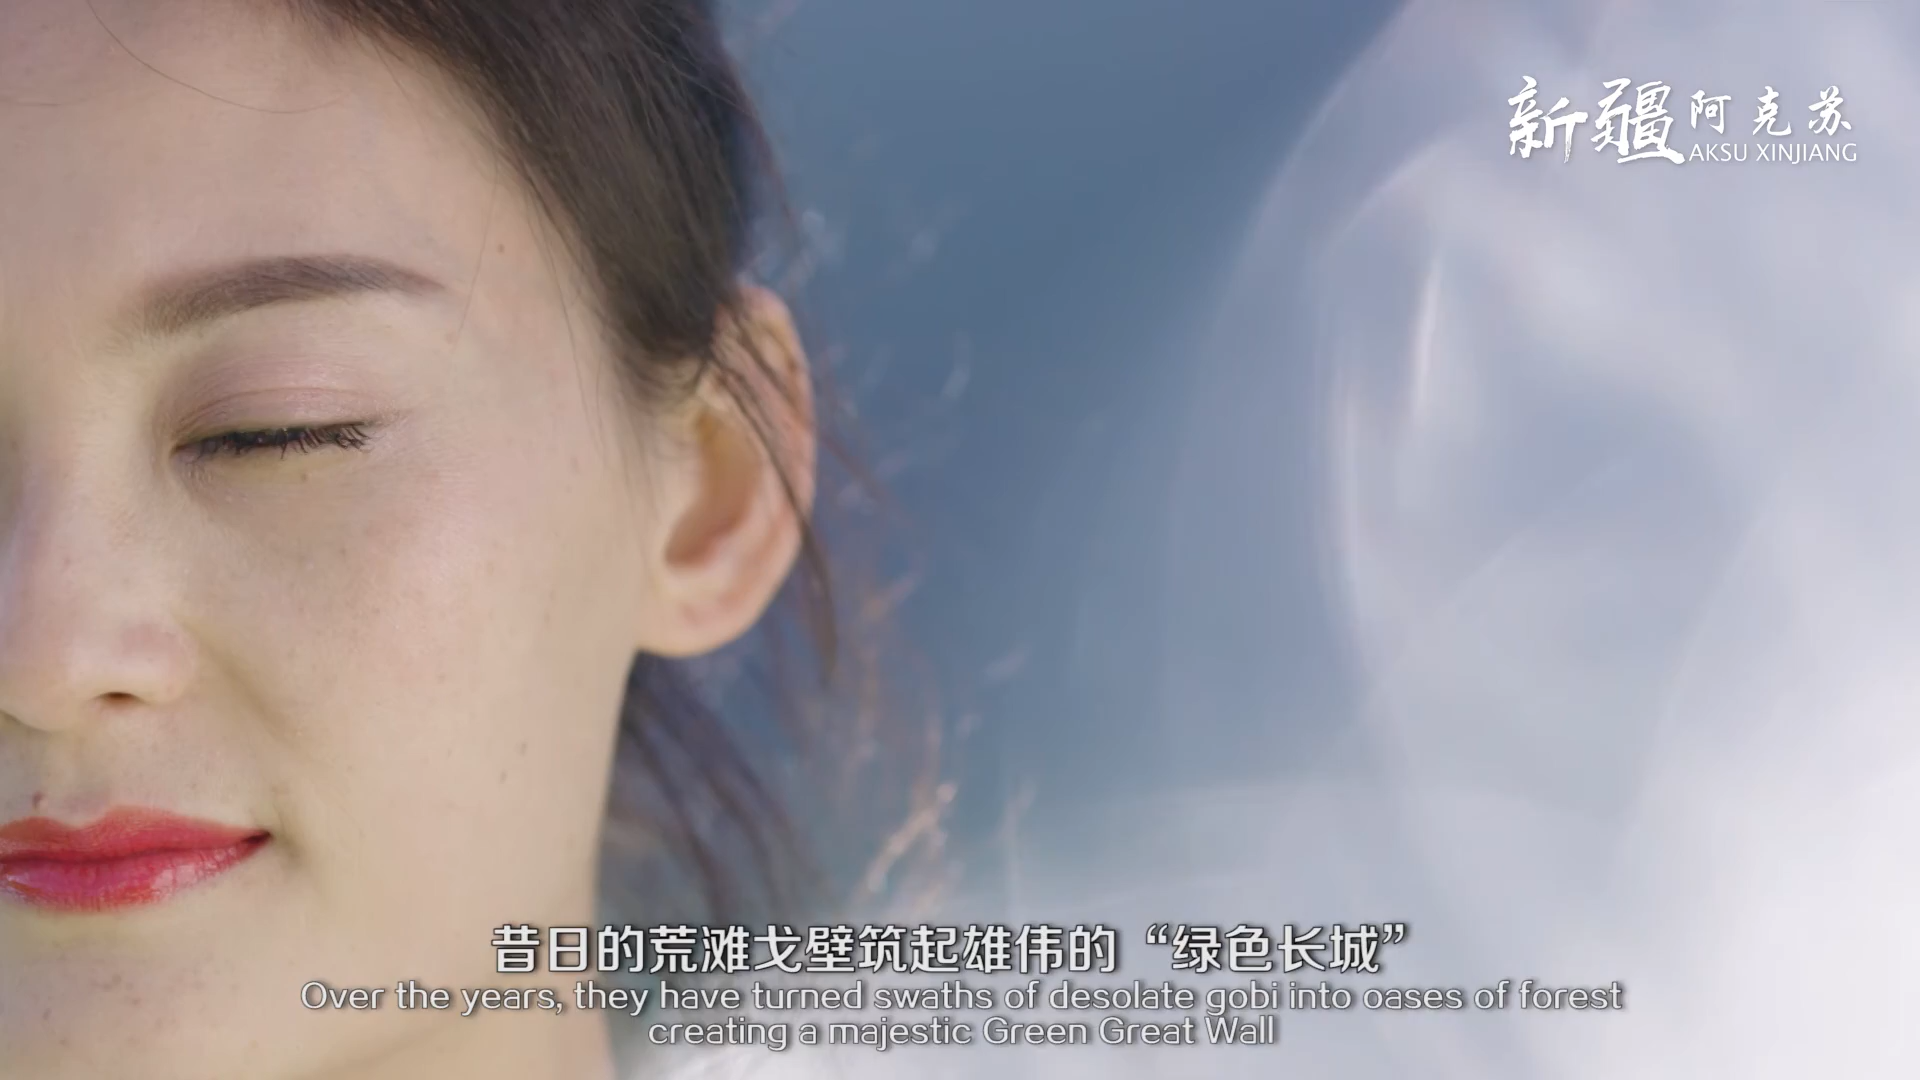 新疆阿克苏
AKSU XINJIANG
昔日的荒滩戈壁筑起雄伟的“绿色长城”
Over the years, they have turned swaths of desolate gobi into oases of forest
creating a majestic Green Great Wall